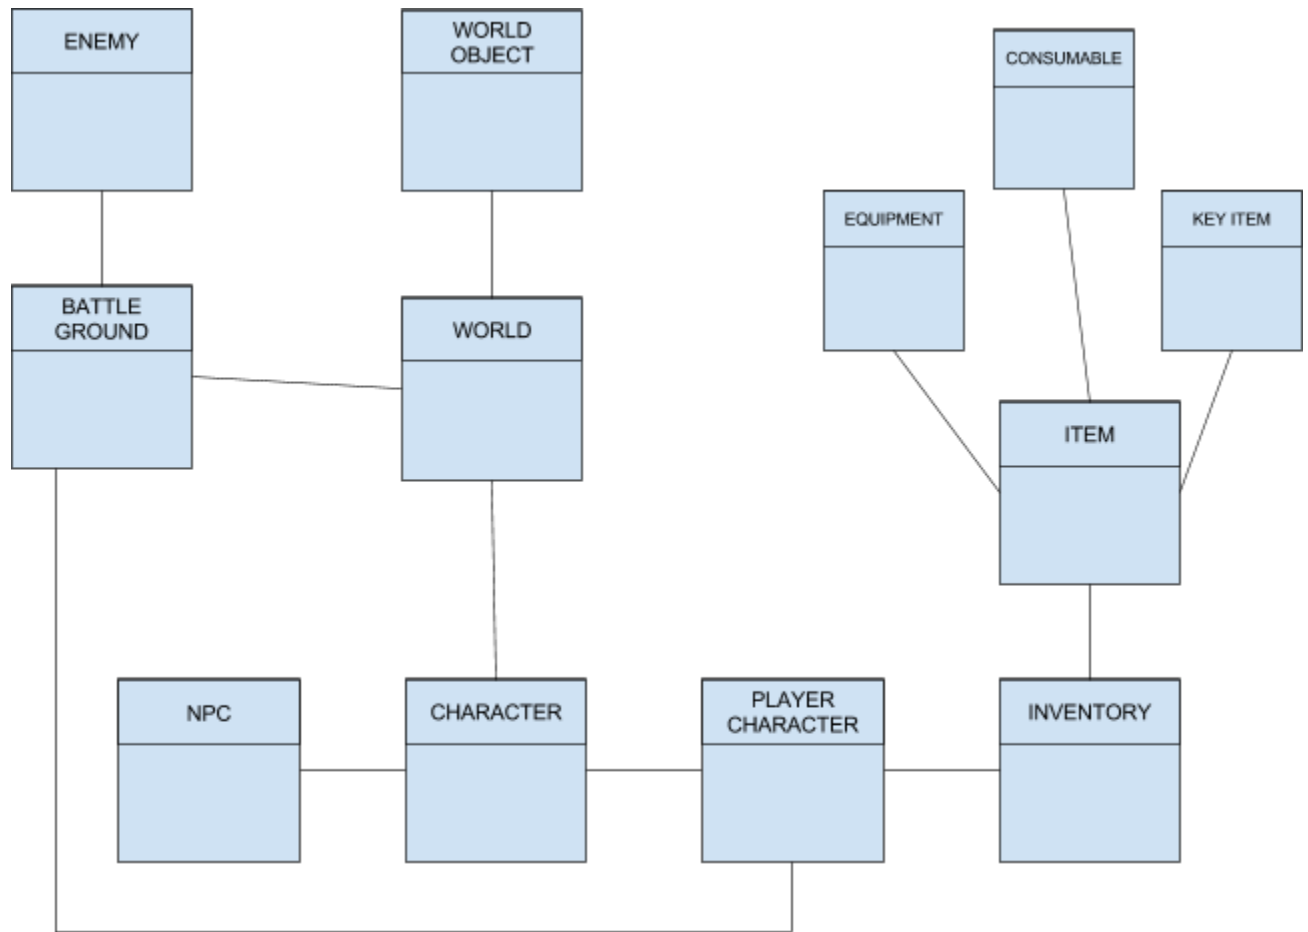 ENEMY
WORLD
OBJECT
CONSUMABLE
EQUIPMENT
KEY ITEM
BATTLE
GROUND
WORLD
ITEM
NPC
CHARACTER
PLAYER
CHARACTER
INVENTORY